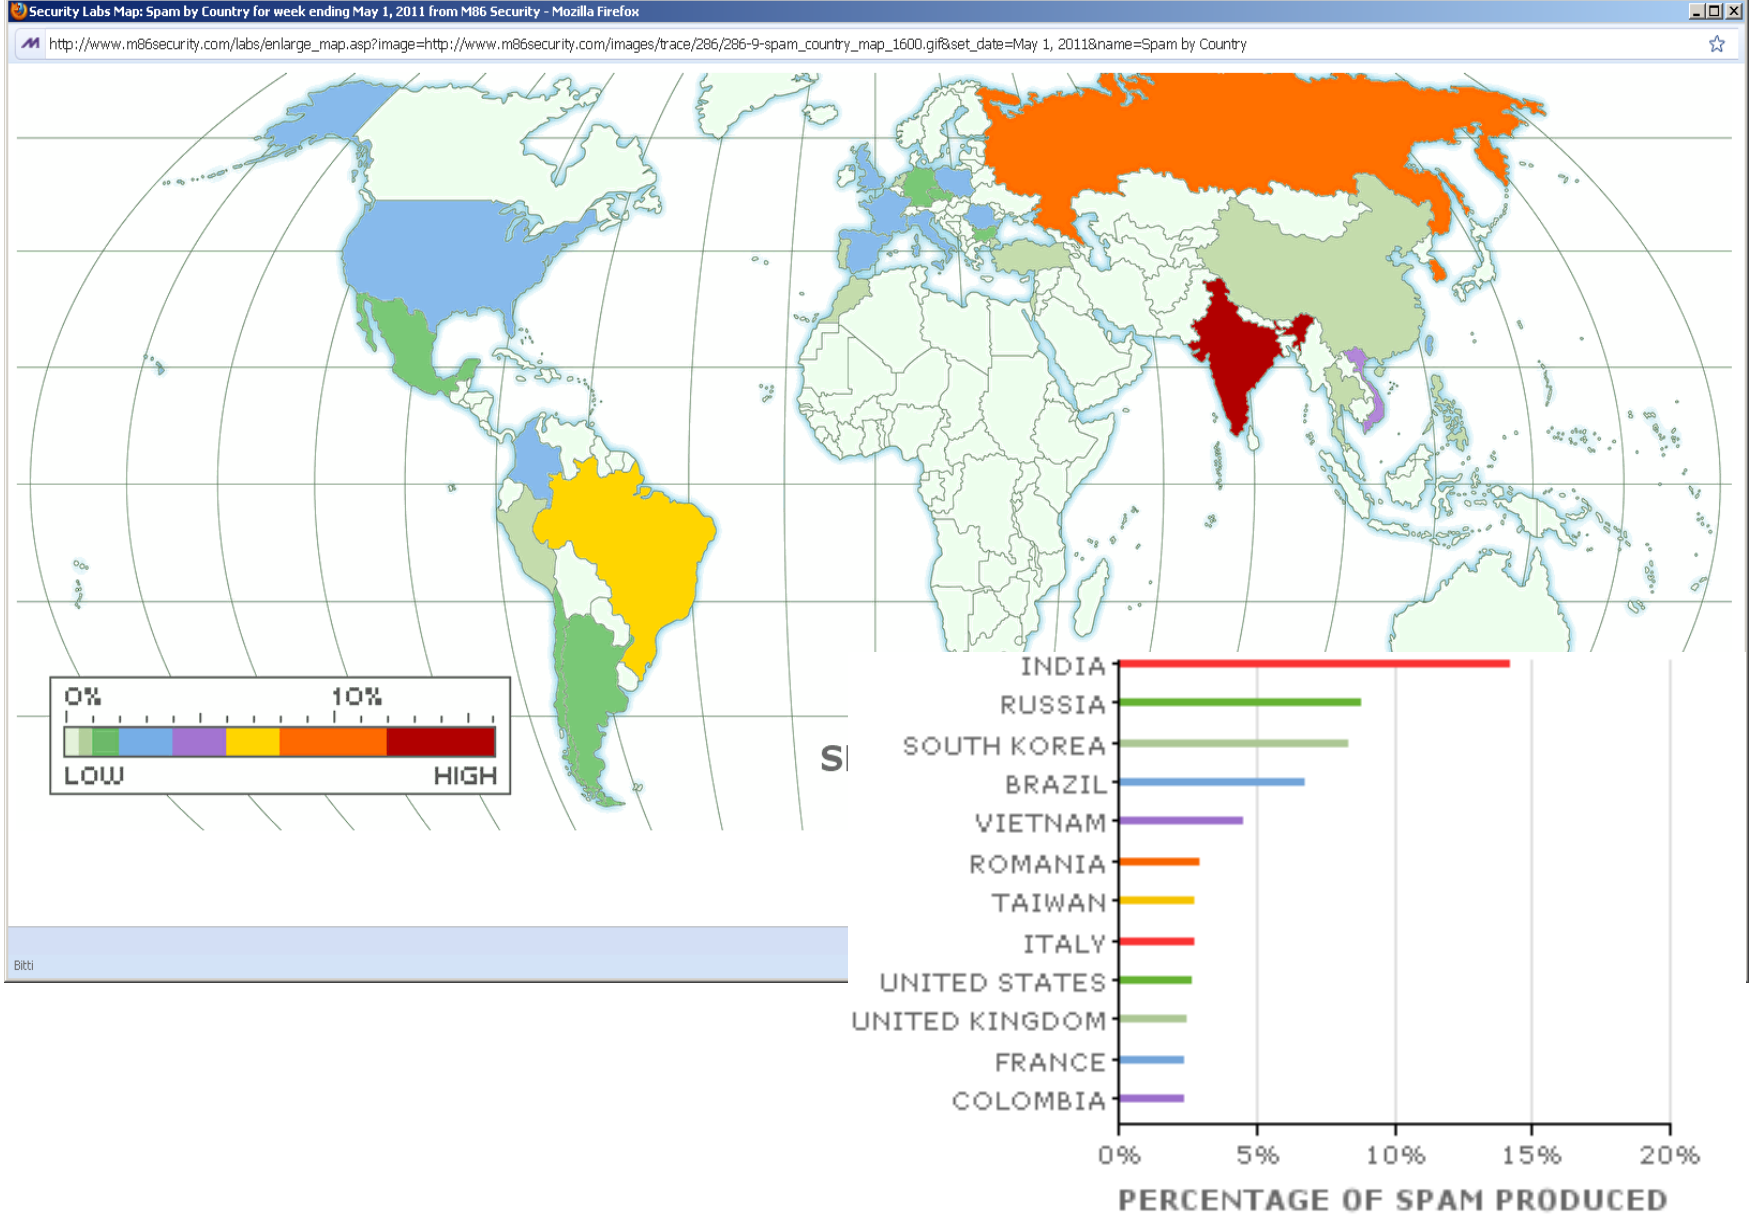 Security Labs Map: Spam by Country for week ending May 1, 2011 from M86 Security - Mozilla Firefox
http://www.m86security.com/labs/enlarge_map.asp?image=http://www.m86security.com/images/trace/286/286-9-spam_country_map_1600.gif&set_date=May 1, 2011&name=Spam by Country
0% 10%
LOW HIGH
Bitti
INDIA
RUSSIA
SOUTH KOREA
BRAZIL
VIETNAM
ROMANIA
TAIWAN
ITALY
UNITED STATES
UNITED KINGDOM
FRANCE
COLOMBIA
0% 5% 10% 15% 20%
PERCENTAGE OF SPAM PRODUCED